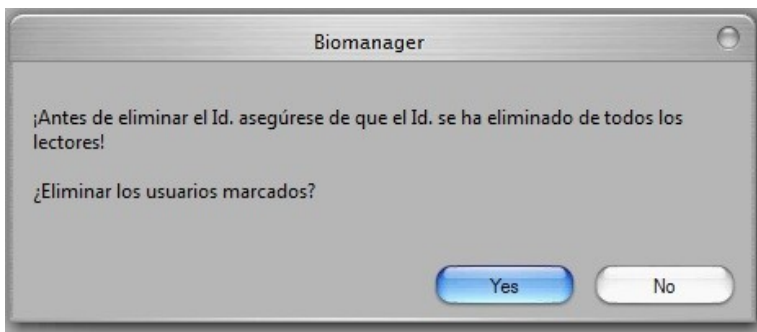 Biomanager
¡Antes de eliminar el Id. asegúrese de que el Id. se ha eliminado de todos los
lectores!
¿Eliminar los usuarios marcados?
Yes
No